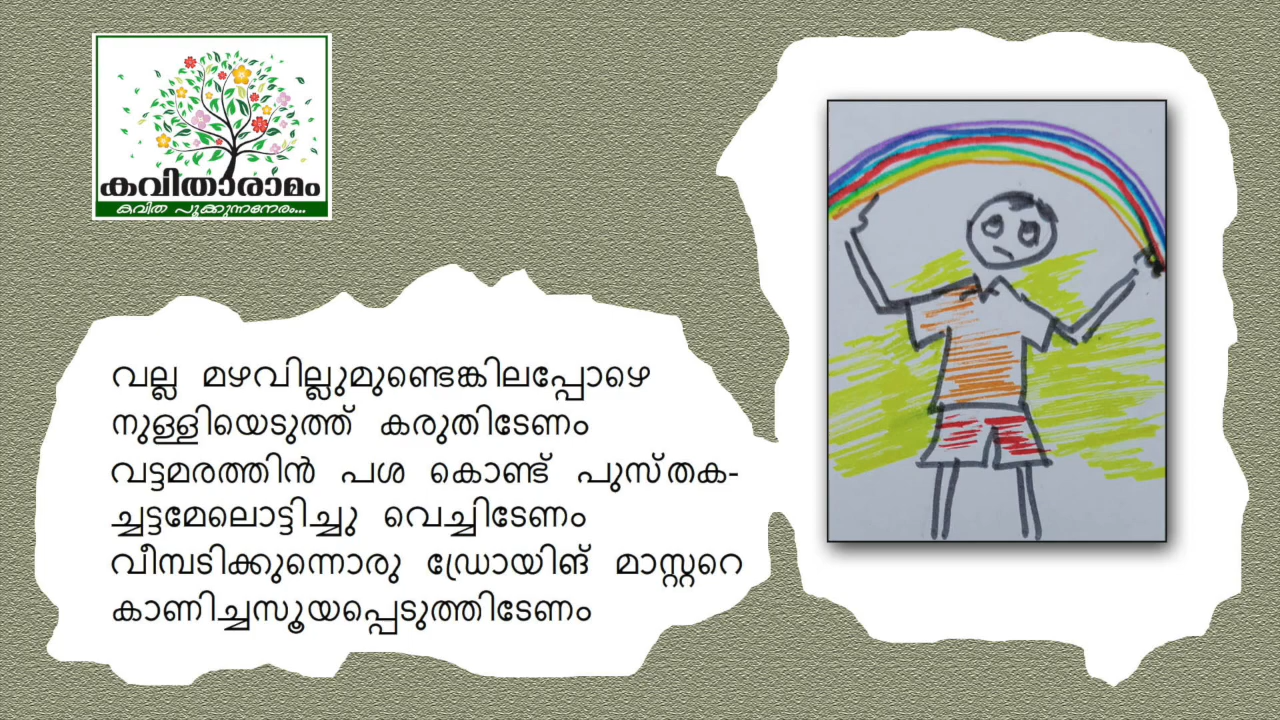 കവിതാരാമം
കവിത പൂക്കുന്നനേരം...
വല്ല മഴവില്ലുമുണ്ടെങ്കിലപ്പോഴെ
നുള്ളിയെടുത്ത് കരുതിടേണം
വട്ടമരത്തിൻ പശ കൊണ്ട് പുസ്തക-
ച്ചട്ടമേലൊട്ടിച്ചു വെച്ചിടേണം
വീമ്പടിക്കുന്നൊരു ഡ്രോയിങ് മാസ്റ്ററെ
കാണിച്ചസൂയപ്പെടുത്തിടേണം